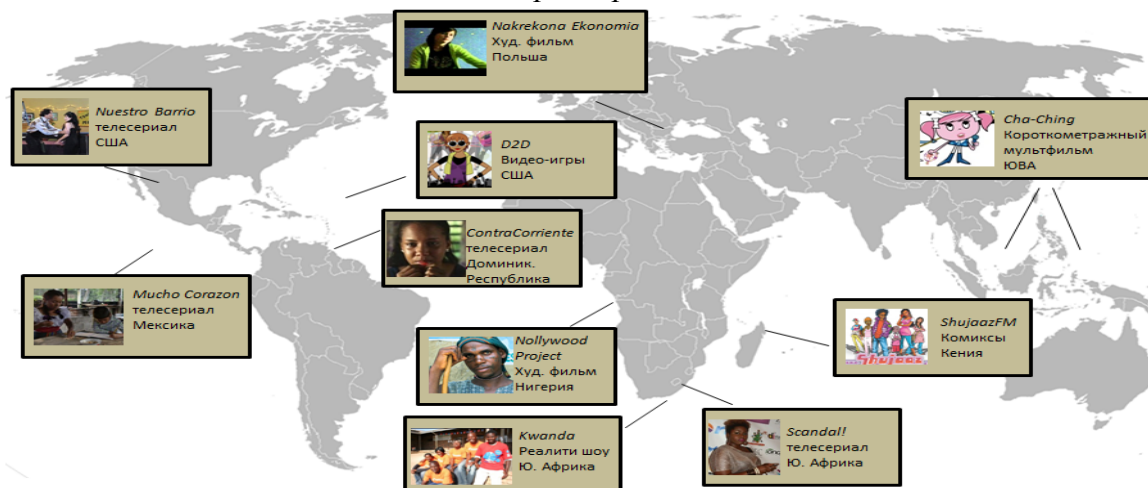 Nakrekona Ekonomia
Худ. фильм
Польша
Nuestro Barrio
телесериал
США
D2D
Видео-игры
США
Cha-Ching
Короткометражный
мультфильм
ЮВА
ContraCorriente
телесериал
Доминик.
Республика
Mucho Corazon
телесериал
Мексика
Nollywood
Project
Худ. фильм
Нигерия
ShujaazFM
Комиксы
Кения
Shujaaz
Kwanda
Реалити шоу
Ю. Африка
Scandal!
телесериал
Ю. Африка